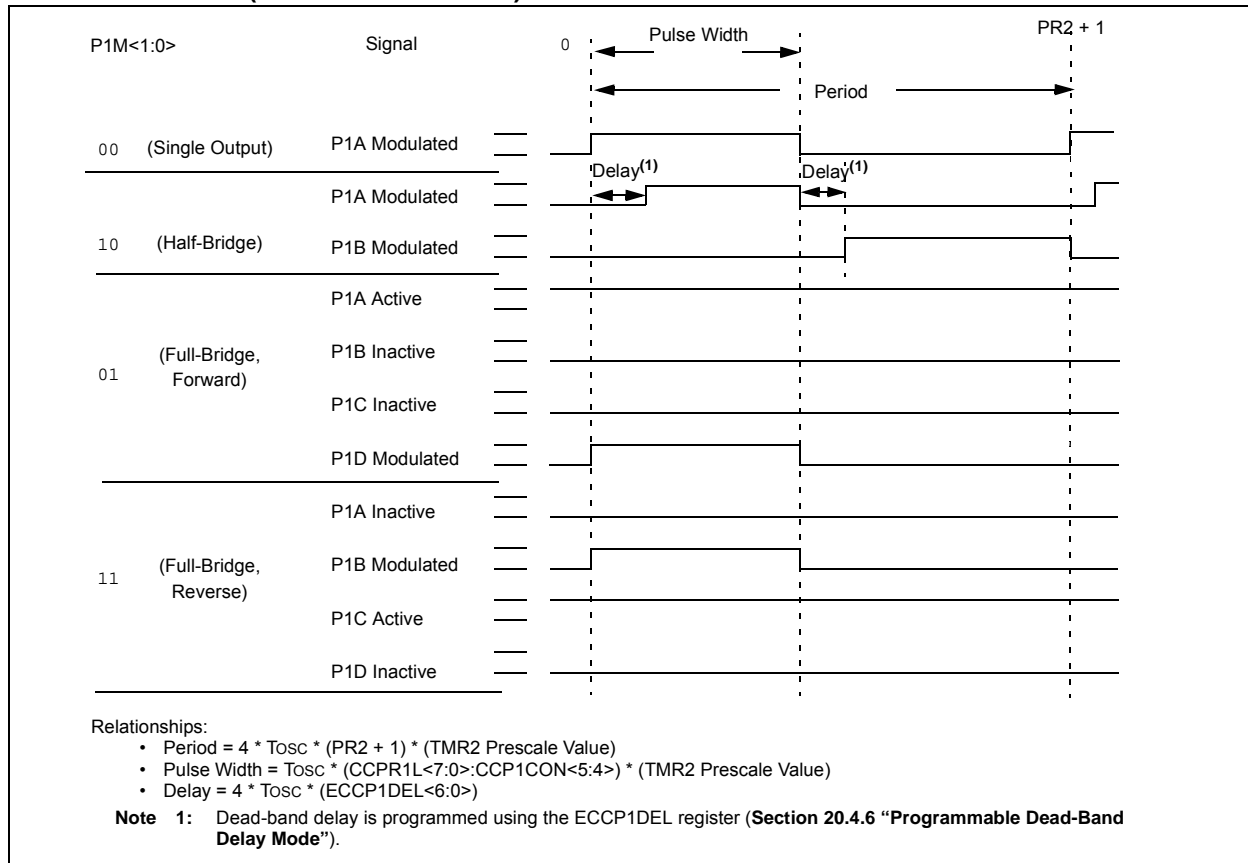 P1M<1:0> Signal 0 Pulse Width PR2 + 1
Period
00 (Single Output) P1A Modulated
Delay(1) Delay(1)
P1A Modulated
10 (Half-Bridge) P1B Modulated
P1A Active
01 (Full-Bridge,
Forward)
P1B Inactive
P1C Inactive
P1D Modulated
P1A Inactive
11 (Full-Bridge,
Reverse)
P1B Modulated
P1C Active
P1D Inactive
Relationships:
• Period = 4 * TOSC * (PR2 + 1) * (TMR2 Prescale Value)
• Pulse Width = TOSC * (CCPR1L<7:0>:CCP1CON<5:4>) * (TMR2 Prescale Value)
• Delay = 4 * TOSC * (ECCP1DEL<6:0>)
Note 1: Dead-band delay is programmed using the ECCP1DEL register (Section 20.4.6 “Programmable Dead-Band
Delay Mode”).